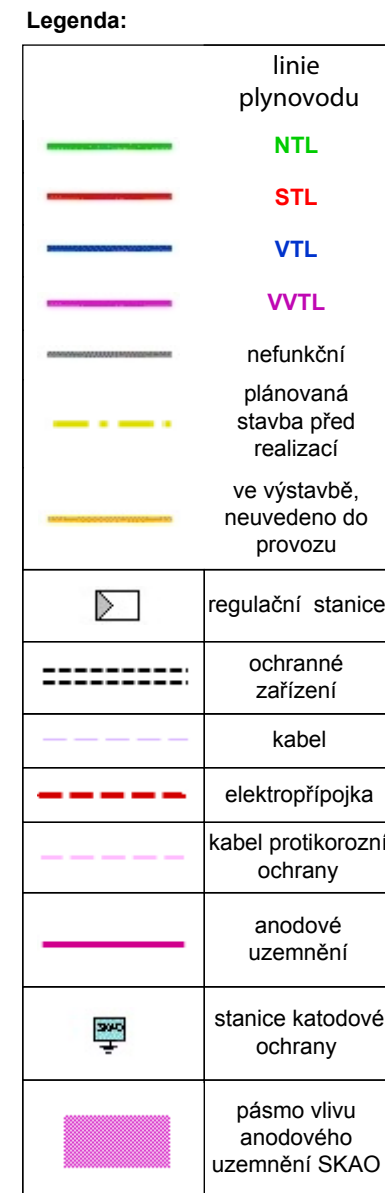 Legenda:
linie
plynovodu
NTL
STL
VTL
VVTL
nefunkční
plánovaná
stavba před
realizací
ve výstavbě,
neuvedeno do
provozu
regulační stanice
ochranné
zařízení
kabel
elektropřípojka
kabel protikorozní
ochrany
anodové
uzemnění
SKAO
stanice katodové
ochrany
pásmo vlivu
anodového
uzemnění SKAO